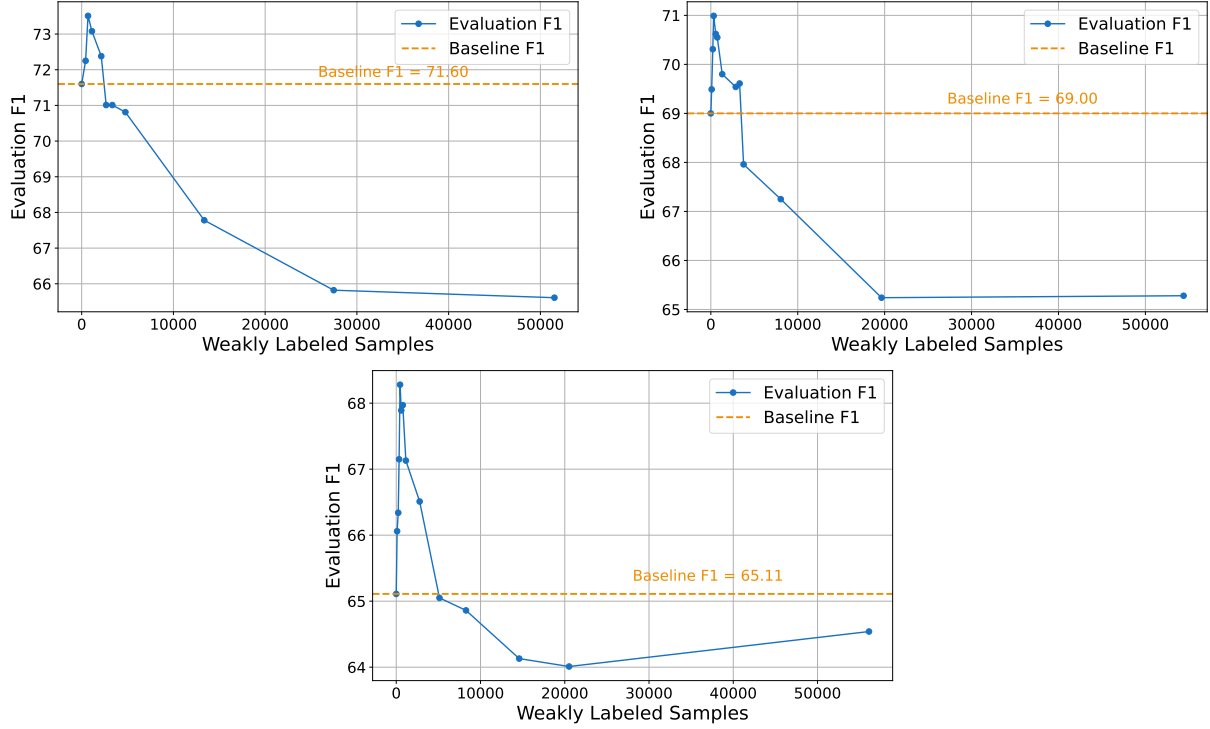 Evaluation F1
Baseline F1
Baseline F1 = 71.60
73
72
71
70
69
68
67
66
Evaluation F1
0
10000
20000
30000
40000
50000
Weakly Labeled Samples
Evaluation F1
Baseline F1
Baseline F1 = 69.00
71
70
69
68
67
66
65
Evaluation F1
0
10000
20000
30000
40000
50000
Weakly Labeled Samples
Evaluation F1
Baseline F1
Baseline F1 = 65.11
68
67
66
65
64
Evaluation F1
0
10000
20000
30000
40000
50000
Weakly Labeled Samples